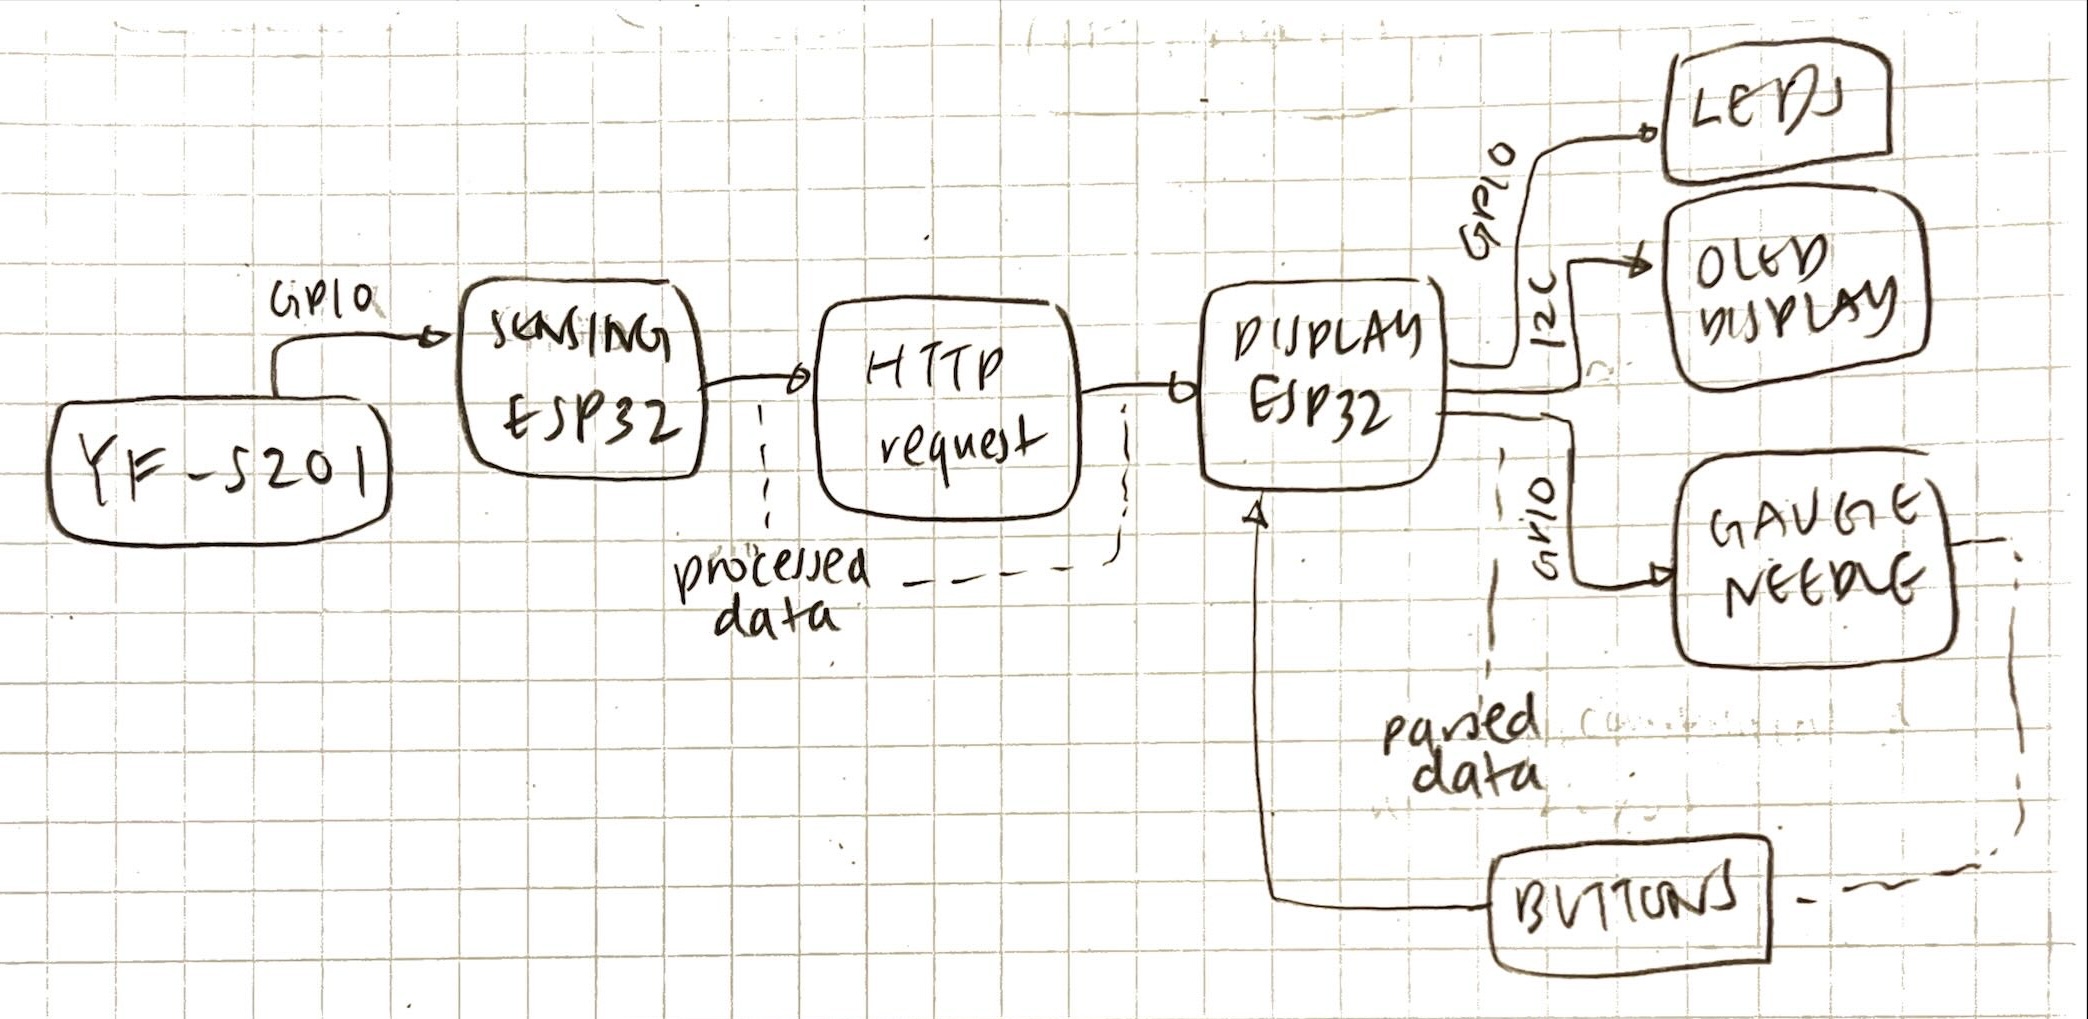 GPIO
YF-S201
SENSING
ESP32
HTTP
request
processed
data
DISPLAY
ESP32
GPIO
LEDS
I2C
OLED
DISPLAY
GPIO
GAUGE
NEEDLE
parsed
data
BUTTONS